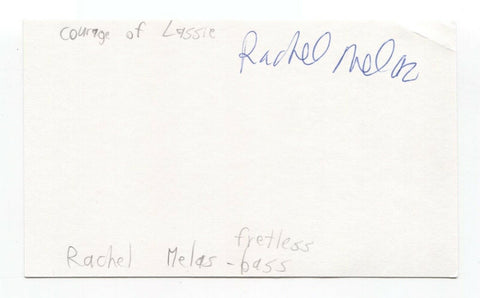 Courage of Lassie
Rachel Melas
fretless
Rachel Melas - bass